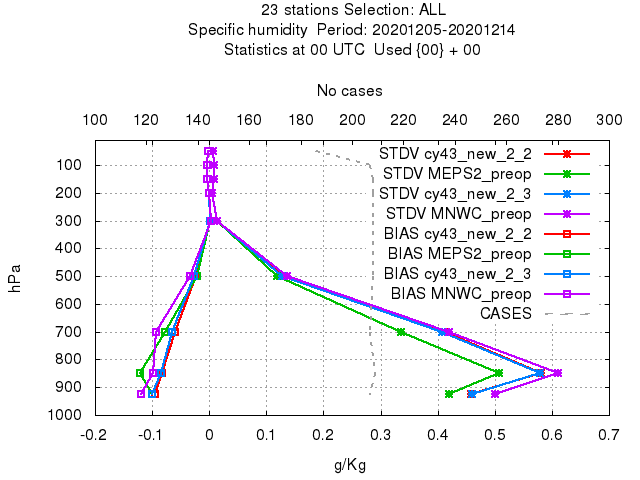 23 stations Selection: ALL
Specific humidity  Period: 20201205-20201214
Statistics at 00 UTC  Used {00} + 00
No cases
100 120 140 160 180 200 220 240 260 280 300
STDV cy43_new_2_2
STDV MEPS2_preop
STDV cy43_new_2_3
STDV MNWC_preop
BIAS cy43_new_2_2
BIAS MEPS2_preop
BIAS cy43_new_2_3
BIAS MNWC_preop
CASES
hPa
100
200
300
400
500
600
700
800
900
1000
-0.2 -0.1 0 0.1 0.2 0.3 0.4 0.5 0.6 0.7
g/Kg